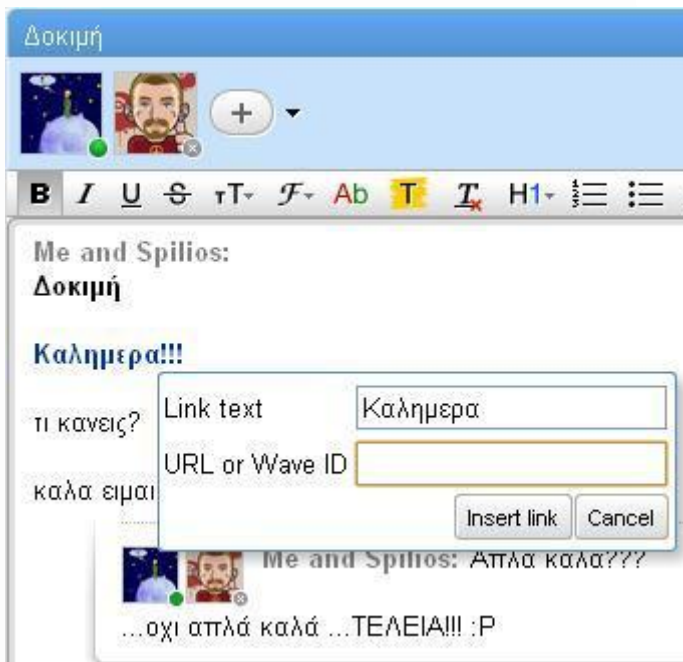 Δοκιμή
B I U S тT F Ab T T H1
Me and Spilios:
Δοκιμή
Καλημερα!!!
τι κανεις?
Link text Καλημερα
URL or Wave ID
καλα ειμαι
Insert link Cancel
Me and Spilios: Απλα καλα???
...οχι απλά καλά ...ΤΕΛΕΙΑ!!! :P